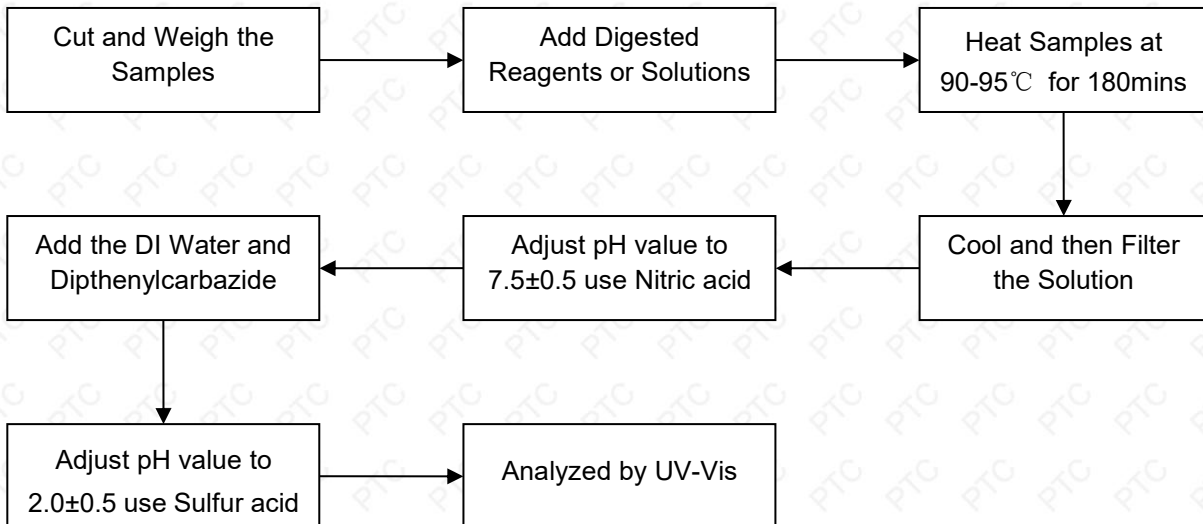 Cut and Weigh the
Samples
Add Digested
Reagents or Solutions
Heat Samples at
90-95℃ for 180mins
Cool and then Filter
the Solution
Adjust pH value to
7.5±0.5 use Nitric acid
Add the DI Water and
Dipthenylcarbazide
Adjust pH value to
2.0±0.5 use Sulfur acid
Analyzed by UV-Vis
PTC